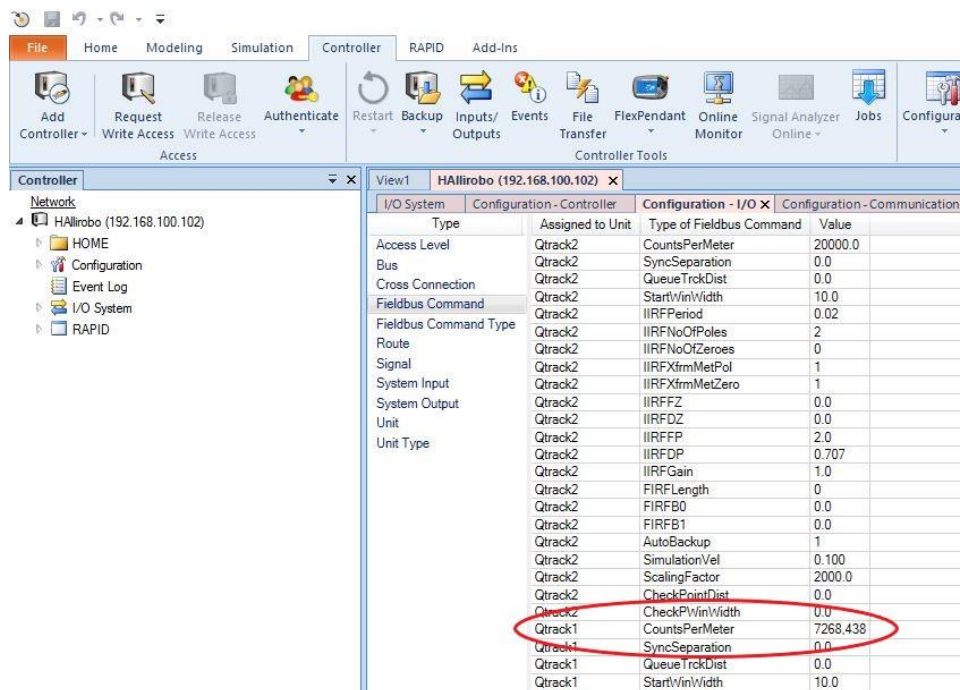 File Home Modeling Simulation Controller RAPID Add-Ins
Add Controller Request Write Access Release Write Access Authenticate Restart Backup Inputs/ Outputs Events File Transfer FlexPendant Online Monitor Signal Analyzer Online Jobs Configura
Access Controller Tools
Controller View1 HAllirobo (192.168.100.102)
I/O System Configuration - Controller Configuration - I/O Configuration - Communication
Network
HAllirobo (192.168.100.102)
HOME
Configuration
Event Log
I/O System
RAPID
Type
Access Level
Bus
Cross Connection
Fieldbus Command
Fieldbus Command Type
Route
Signal
System Input
System Output
Unit
Unit Type
Assigned to Unit Type of Fieldbus Command Value
Qtrack2 CountsPerMeter 20000.0
Qtrack2 SyncSeparation 0.0
Qtrack2 QueueTrckDist 0.0
Qtrack2 StartWinWidth 10.0
Qtrack2 IIRFPeriod 0.02
Qtrack2 IIRFNoOfPoles 2
Qtrack2 IIRFNoOfZeroes 0
Qtrack2 IIRFXfrmMetPol 1
Qtrack2 IIRFXfrmMetZero 1
Qtrack2 IIRFFZ 0.0
Qtrack2 IIRFDZ 0.0
Qtrack2 IIRFFP 2.0
Qtrack2 IIRFDP 0.707
Qtrack2 IIRFGain 1.0
Qtrack2 FIRFLength 0
Qtrack2 FIRFB0 0.0
Qtrack2 FIRFB1 0.0
Qtrack2 AutoBackup 1
Qtrack2 SimulationVel 0.100
Qtrack2 ScalingFactor 2000.0
Qtrack2 CheckPointDist 0.0
Qtrack2 CheckPWinWidth 0.0
Qtrack1 CountsPerMeter 7268,438
Qtrack1 SyncSeparation 0.0
Qtrack1 QueueTrckDist 0.0
Qtrack1 StartWinWidth 10.0